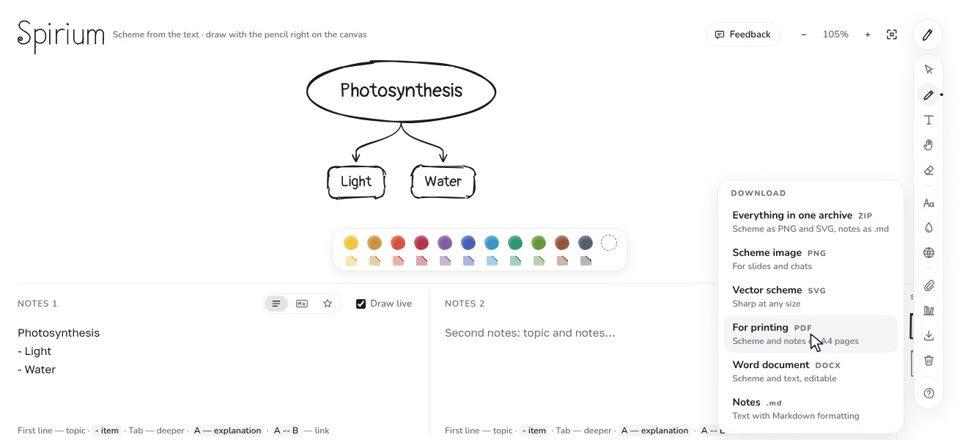 Spirium
Scheme from the text · draw with the pencil right on the canvas
Feedback
− 105% +
Photosynthesis
Light
Water
T
Aa
DOWNLOAD
Everything in one archive ZIP
Scheme as PNG and SVG, notes as .md
Scheme image PNG
For slides and chats
Vector scheme SVG
Sharp at any size
For printing PDF
Scheme and notes A4 pages
Word document DOCX
Scheme and text, editable
Notes .md
Text with Markdown formatting
NOTES 1
Draw live
Photosynthesis
- Light
- Water
First line — topic · - item · Tab — deeper · A — explanation · A -- B — link
NOTES 2
Second notes: topic and notes...
First line — topic · - item · Tab — deeper · A — explanation ·